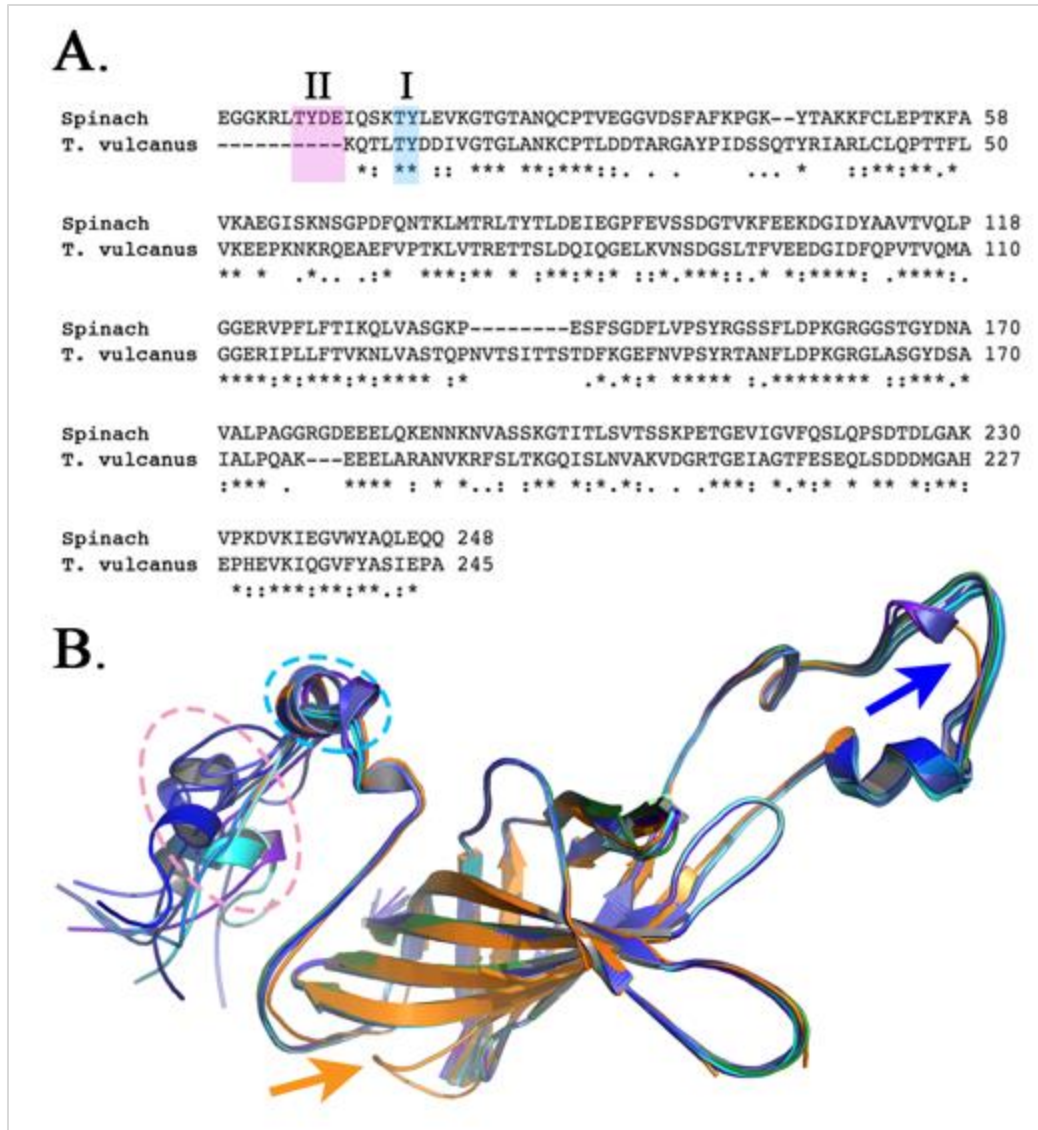 A.
II I
Spinach EGGKRLTYDEIQSKTYLEVKGTGTANQCPTVEGGVDSFAFKPGK--YTAKKFCLEPTKFA 58
T. vulcanus ----------KQTLTYDDIVGTGLANKCPTLDDTARGAYPIDSSQTYRIARLCLQPTTFL 50
*: ** :: *** **:***::. . . ... * ::**:**.*
Spinach VKAEGISKNSGPDFQNTKLMTRLTYTLDEIEGPFEVSSDGTVKFEEKDGIDYAAVTVQLP 118
T. vulcanus VKEEPKNKRQEAEFVPTKLVTRETTSLDQIQGELKVNSDGSLTFVEEDGIDFQPVTVQMA 110
** * .*.. .:* ***:** * :**:*:* ::*.***::.* *:****: .****:.
Spinach GGERVPFLFTIKQLVASGKP--------ESFSGDFLVPSYRGSSFLDPKGRGGSTGYDNA 170
T. vulcanus GGERIPLLFTVKNLVASTQPNVTSITTSTDFKGEFNVPSYRTANFLDPKGRGLASGYDSA 170
****:*:***:*:**** :* .*.*:* ***** :.******** ::***.*
Spinach VALPAGGRGDEEELQKENNKNVASSKGTITLSVTSSKPETGEVIGVFQSLQPSDTDLGAK 230
T. vulcanus IALPQAK---EEELARANVKRFSLTKGQISLNVAKVDGRTGEIAGTFESEQLSDDDMGAH 227
:*** . **** : * *..: :** *:*.*:. . .***: *.*:* * ** *:**:
Spinach VPKDVKIEGVWYAQLEQQ 248
T. vulcanus EPHEVKIQGVFYASIEPA 245
*::***:**:**.:*
B.